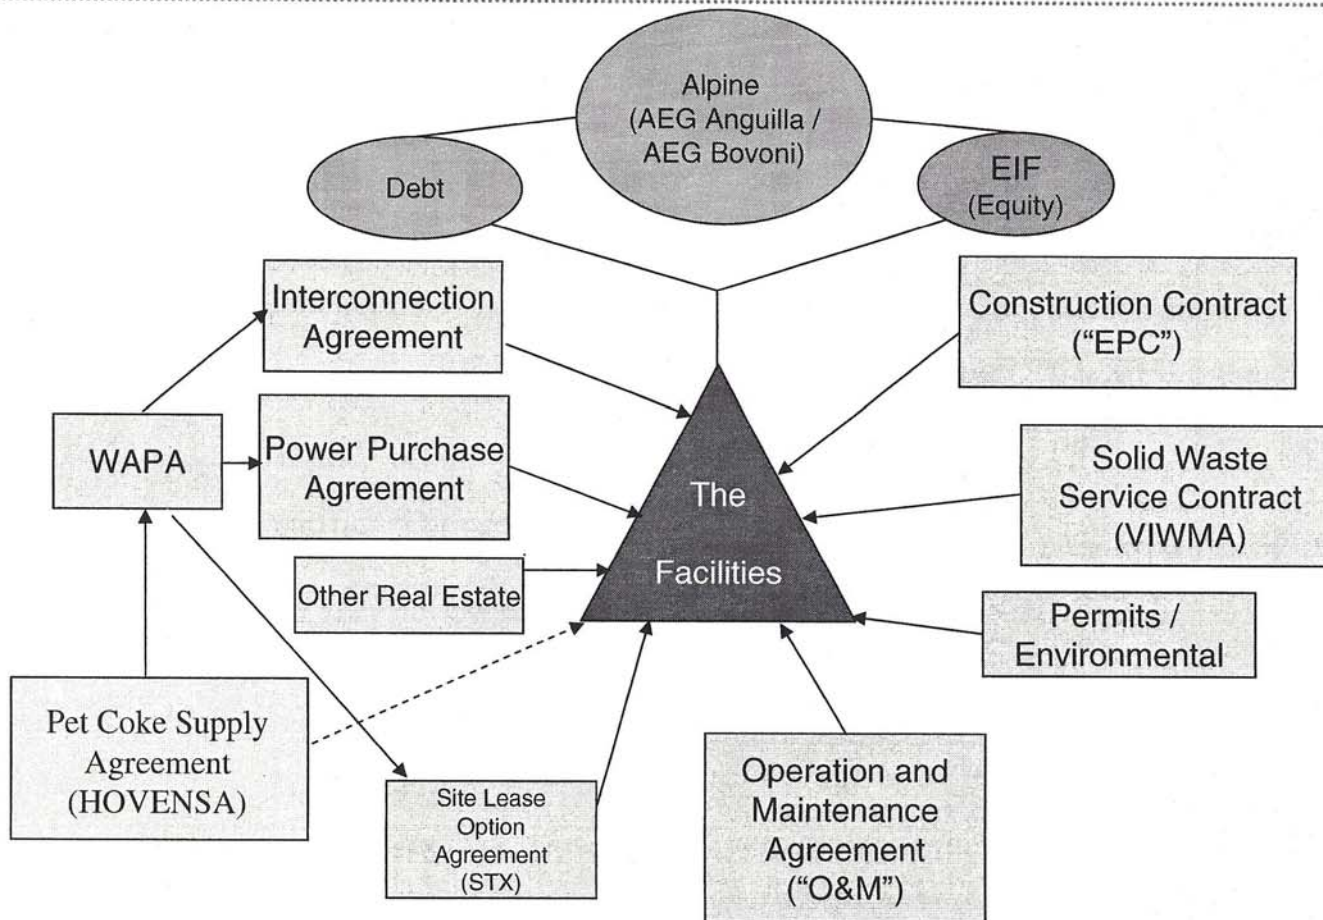 Alpine
(AEG Anguilla /
AEG Bovoni)
Debt
EIF
(Equity)
Interconnection
Agreement
Construction Contract
(“EPC”)
WAPA
Power Purchase
Agreement
Solid Waste
Service Contract
(VIWMA)
The
Facilities
Other Real Estate
Permits /
Environmental
Pet Coke Supply
Agreement
(HOVENSA)
Site Lease
Option
Agreement
(STX)
Operation and
Maintenance
Agreement
(“O&M”)